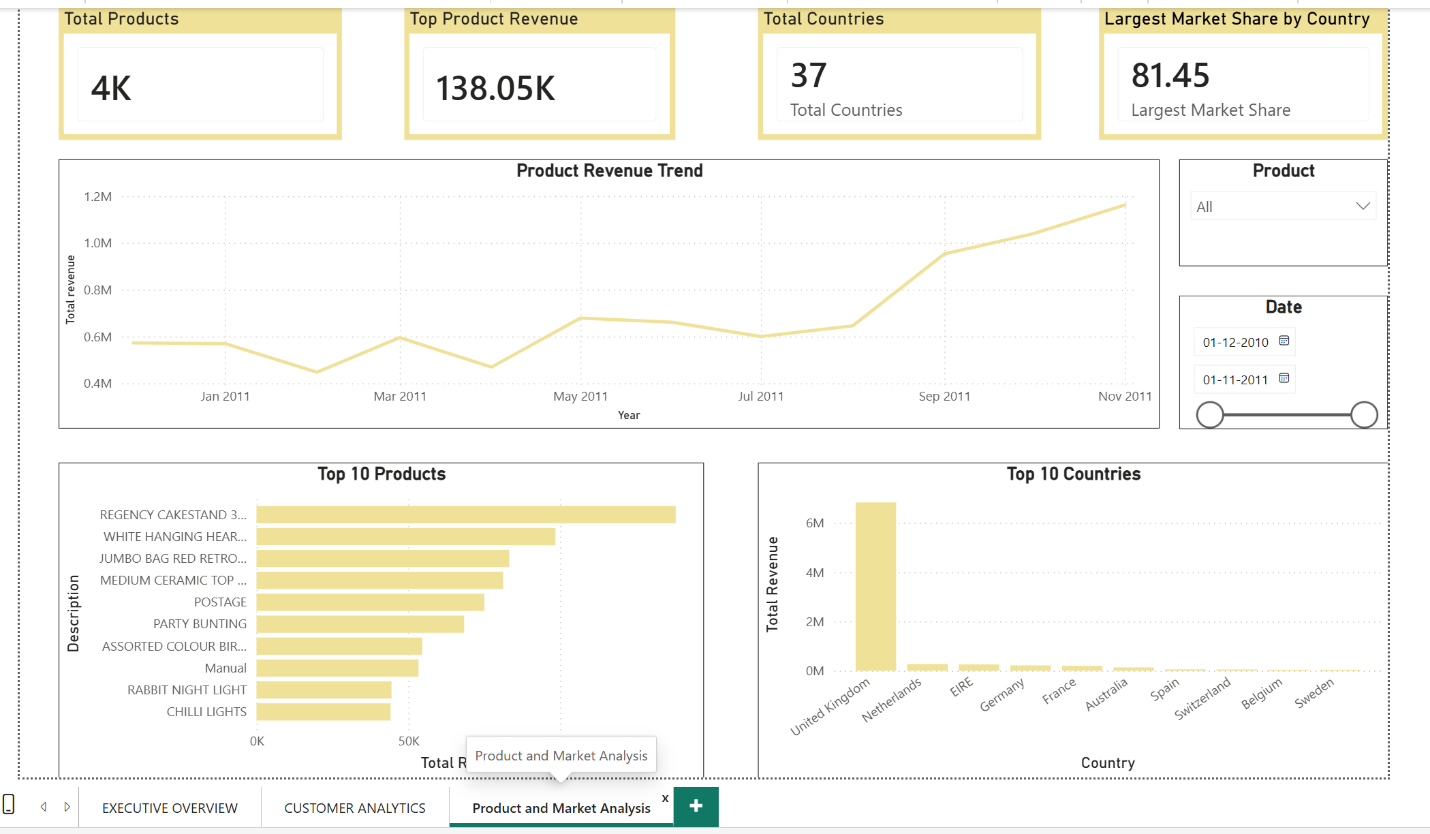 Total Products
4K
Top Product Revenue
138.05K
Total Countries
37
Total Countries
Largest Market Share by Country
81.45
Largest Market Share
Product Revenue Trend
Total revenue
1.2M
1.0M
0.8M
0.6M
0.4M
Jan 2011 Mar 2011 May 2011 Jul 2011 Sep 2011 Nov 2011
Year
Product
All
Date
01-12-2010
01-11-2011
Top 10 Products
Description
REGENCY CAKESTAND 3...
WHITE HANGING HEAR...
JUMBO BAG RED RETRO...
MEDIUM CERAMIC TOP ...
POSTAGE
PARTY BUNTING
ASSORTED COLOUR BIR...
Manual
RABBIT NIGHT LIGHT
CHILLI LIGHTS
0K 50K
Total R
Product and Market Analysis
Top 10 Countries
Total Revenue
6M
4M
2M
0M
United Kingdom Netherlands EIRE Germany France Australia Spain Switzerland Belgium Sweden
Country
EXECUTIVE OVERVIEW CUSTOMER ANALYTICS Product and Market Analysis x +